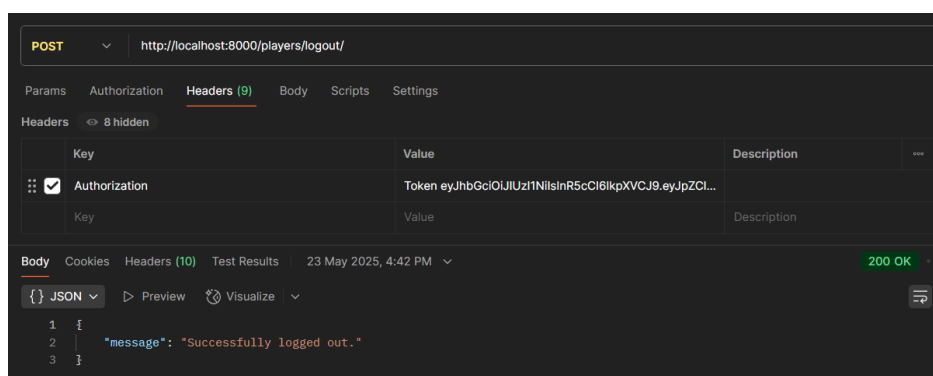 POST http://localhost:8000/players/logout/
Params Authorization Headers (9) Body Scripts Settings
Headers 8 hidden
Key Value Description
Authorization Token eyJhbGciOiJIUzI1NiIsInR5cCI6IkpXVCJ9.eyJpZCI...
Key Value Description
Body Cookies Headers (10) Test Results 23 May 2025, 4:42 PM 200 OK
{} JSON Preview Visualize
1 {
2 "message": "Successfully logged out."
3 }